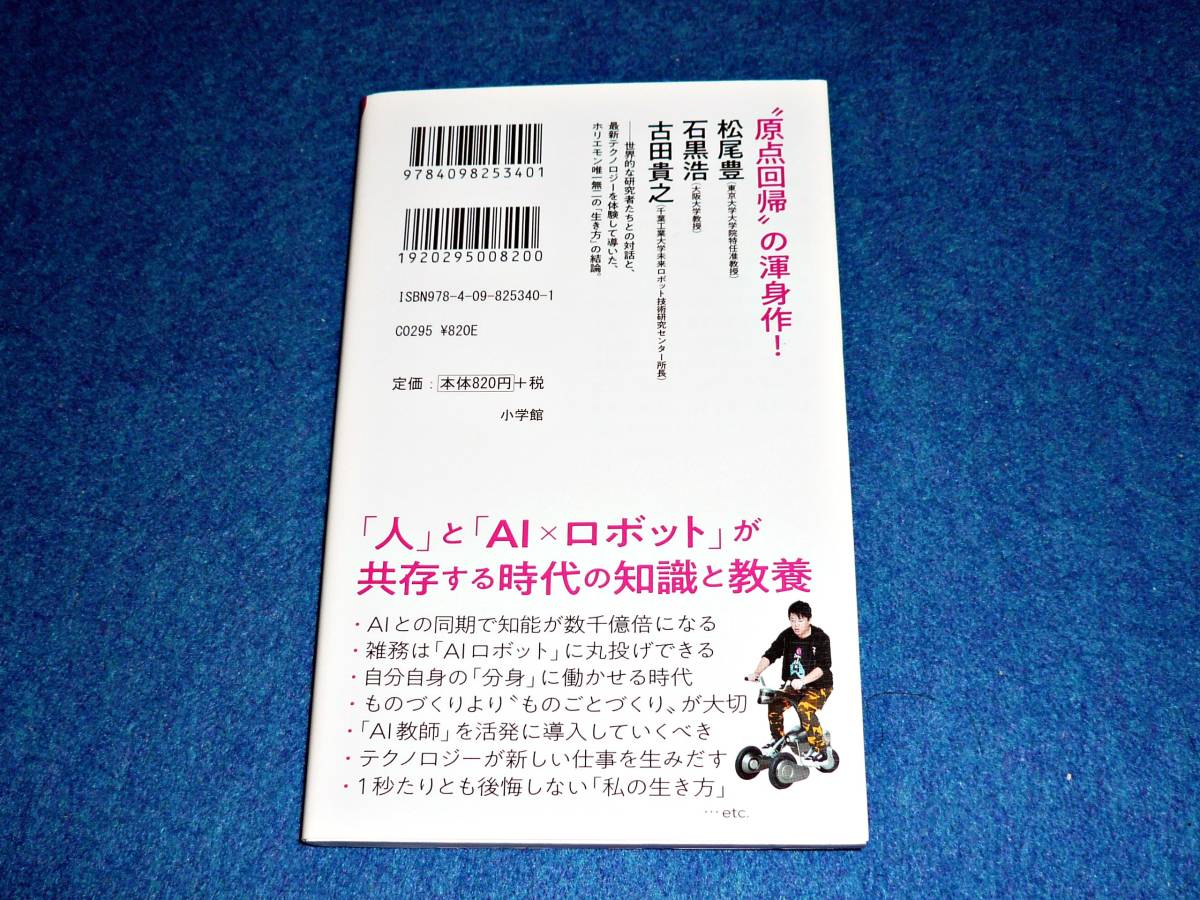 〝原点回帰〟の渾身作！
松尾豊(東京大学大学院特任准教授)
石黒浩(大阪大学教授)
古田貴之(千葉工業大学未来ロボット技術研究センター所長)
――世界的な研究者たちとの対話と、
最新テクノロジーを体験して導いた、
ホリエモン唯一無二の「生き方」の結論。
9784098253401
1920295008200
ISBN978-4-09-825340-1
C0295 ¥820E
定価：本体820円＋税
小学館
「人」と「AI×ロボット」が
共存する時代の知識と教養
・AIとの同期で知能が数千億倍になる
・雑務は「AIロボット」に丸投げできる
・自分自身の「分身」に働かせる時代
・ものづくりより〝ものごとづくり〟が大切
・「AI教師」を活発に導入していくべき
・テクノロジーが新しい仕事を生みだす
・1秒たりとも後悔しない「私の生き方」
…etc.